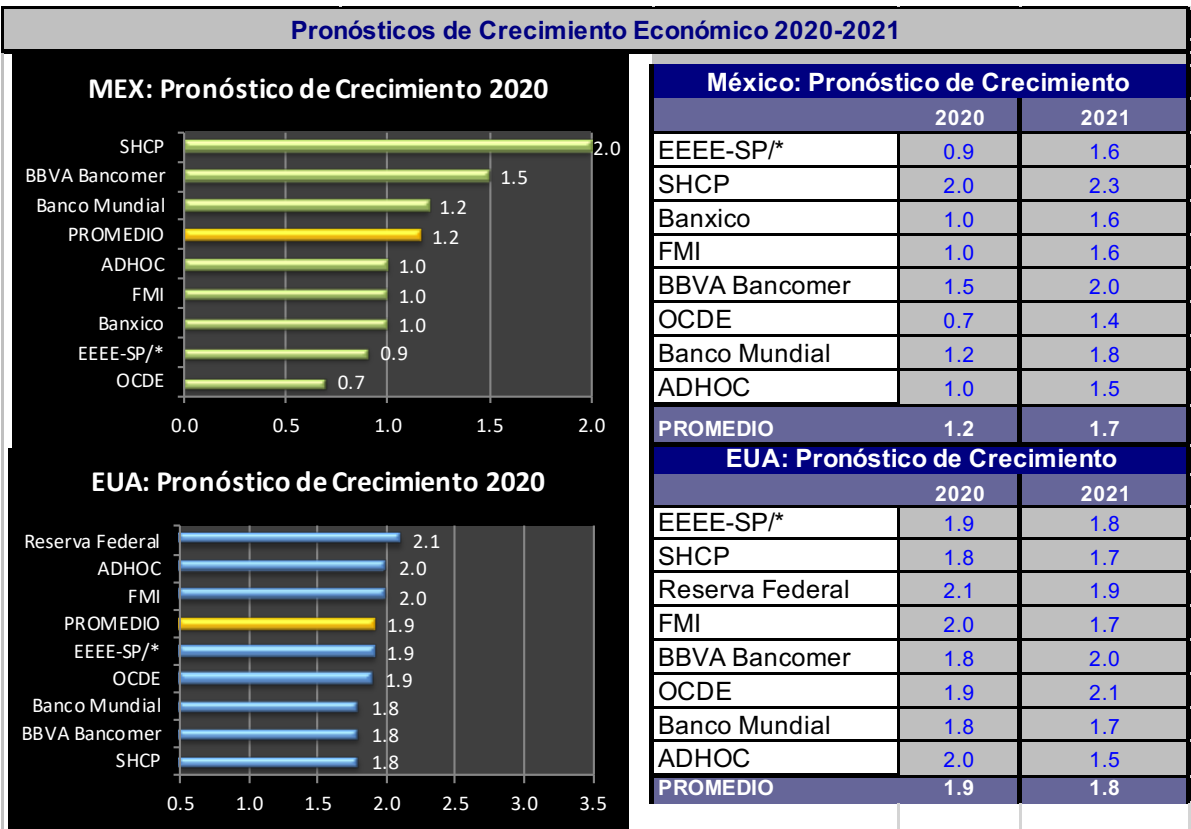 Pronósticos de Crecimiento Económico 2020-2021
MEX: Pronóstico de Crecimiento 2020
SHCP 2.0
BBVA Bancomer 1.5
Banco Mundial 1.2
PROMEDIO 1.2
ADHOC 1.0
FMI 1.0
Banxico 1.0
EEEE-SP/* 0.9
OCDE 0.7
0.0 0.5 1.0 1.5 2.0
México: Pronóstico de Crecimiento
2020 2021
EEEE-SP/* 0.9 1.6
SHCP 2.0 2.3
Banxico 1.0 1.6
FMI 1.0 1.6
BBVA Bancomer 1.5 2.0
OCDE 0.7 1.4
Banco Mundial 1.2 1.8
ADHOC 1.0 1.5
PROMEDIO 1.2 1.7
EUA: Pronóstico de Crecimiento 2020
Reserva Federal 2.1
ADHOC 2.0
FMI 2.0
PROMEDIO 1.9
EEEE-SP/* 1.9
OCDE 1.9
Banco Mundial 1.8
BBVA Bancomer 1.8
SHCP 1.8
0.5 1.0 1.5 2.0 2.5 3.0 3.5
EUA: Pronóstico de Crecimiento
2020 2021
EEEE-SP/* 1.9 1.8
SHCP 1.8 1.7
Reserva Federal 2.1 1.9
FMI 2.0 1.7
BBVA Bancomer 1.8 2.0
OCDE 1.9 2.1
Banco Mundial 1.8 1.7
ADHOC 2.0 1.5
PROMEDIO 1.9 1.8